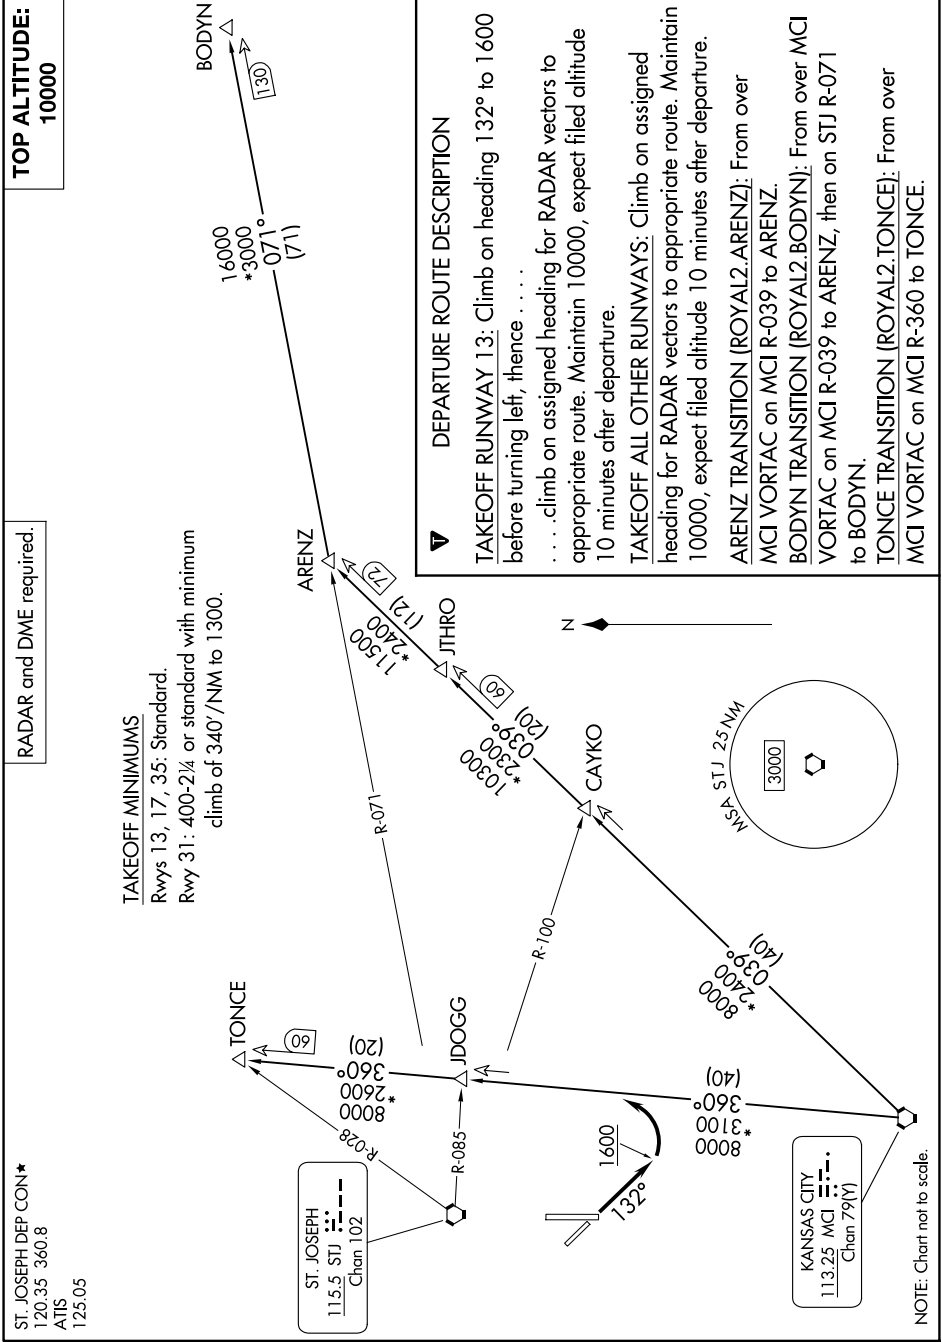 TOP ALTITUDE:
10000
ST. JOSEPH DEP CON★
120.35 360.8
ATIS
125.05
RADAR and DME required.
TAKEOFF MINIMUMS
Rwys 13, 17, 35: Standard.
Rwy 31: 400-2¼ or standard with minimum
climb of 340'/NM to 1300.
BODYN
130
16000
*3000
071°
(71)
ARENZ
72
11500
*2400
(12)
JTHRO
60
10300
*2300
039°
(20)
CAYKO
8000
*2400
039°
(40)
R-071
R-100
TONCE
60
8000
*2600
360°
(20)
JDOGG
R-028
R-085
8000
*3100
360°
(40)
1600
132°
ST. JOSEPH
115.5 STJ
Chan 102
KANSAS CITY
113.25 MCI
Chan 79(Y)
N
MSA STJ 25 NM
3000
NOTE: Chart not to scale.
T
DEPARTURE ROUTE DESCRIPTION
TAKEOFF RUNWAY 13: Climb on heading 132° to 1600
before turning left, thence . . . .
. . . .climb on assigned heading for RADAR vectors to
appropriate route. Maintain 10000, expect filed altitude
10 minutes after departure.
TAKEOFF ALL OTHER RUNWAYS: Climb on assigned
heading for RADAR vectors to appropriate route. Maintain
10000, expect filed altitude 10 minutes after departure.
ARENZ TRANSITION (ROYAL2.ARENZ): From over
MCI VORTAC on MCI R-039 to ARENZ.
BODYN TRANSITION (ROYAL2.BODYN): From over MCI
VORTAC on MCI R-039 to ARENZ, then on STJ R-071
to BODYN.
TONCE TRANSITION (ROYAL2.TONCE): From over
MCI VORTAC on MCI R-360 to TONCE.